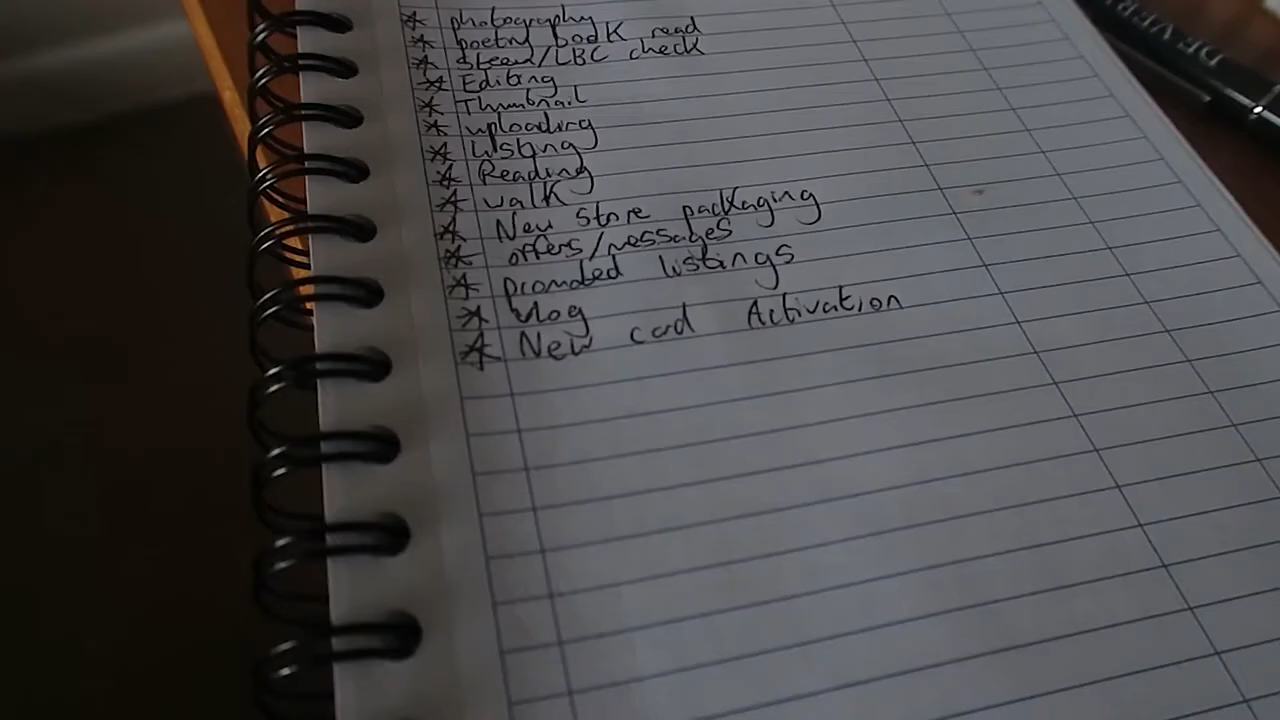 * photography
* poetry book read
* Steam/LBC check
* Editing
* Thumbnail
* uploading
* Listing
* Reading
* walk
* New Store packaging
* offers/messages
* promoted listings
* Vlog
* New card Activation
DEVER